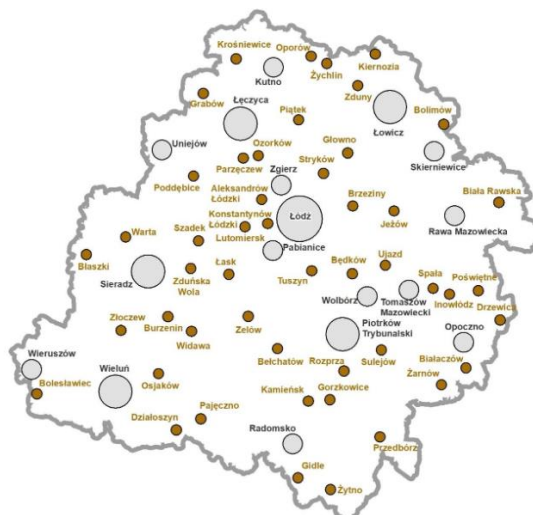 Krośniewice
Oporów
Kiernozia
Żychlin
Kutno
Zduny
Grabów
Łęczyca
Piątek
Łowicz
Bolimów
Uniejów
Ozorków
Głowno
Skierniewice
Parzęczew
Zgierz
Stryków
Poddębice
Aleksandrów
Łódzki
Brzeziny
Biała Rawska
Konstantynów
Łódzki
Łódź
Jeżów
Rawa Mazowiecka
Lutomiersk
Warta
Szadek
Pabianice
Błaszki
Sieradz
Zduńska
Wola
Łask
Tuszyn
Będków
Ujazd
Spała
Poświętne
Wolbórz
Tomaszów
Mazowiecki
Inowłódz
Drzewica
Złoczew
Burzenin
Widawa
Zelów
Piotrków
Trybunalski
Opoczno
Wieruszów
Bełchatów
Rozprza
Sulejów
Białaczów
Bolesławiec
Wieluń
Osjaków
Żarnów
Kamieńsk
Gorzkowice
Działoszyn
Pajęczno
Radomsko
Przedbórz
Gidle
Żytno